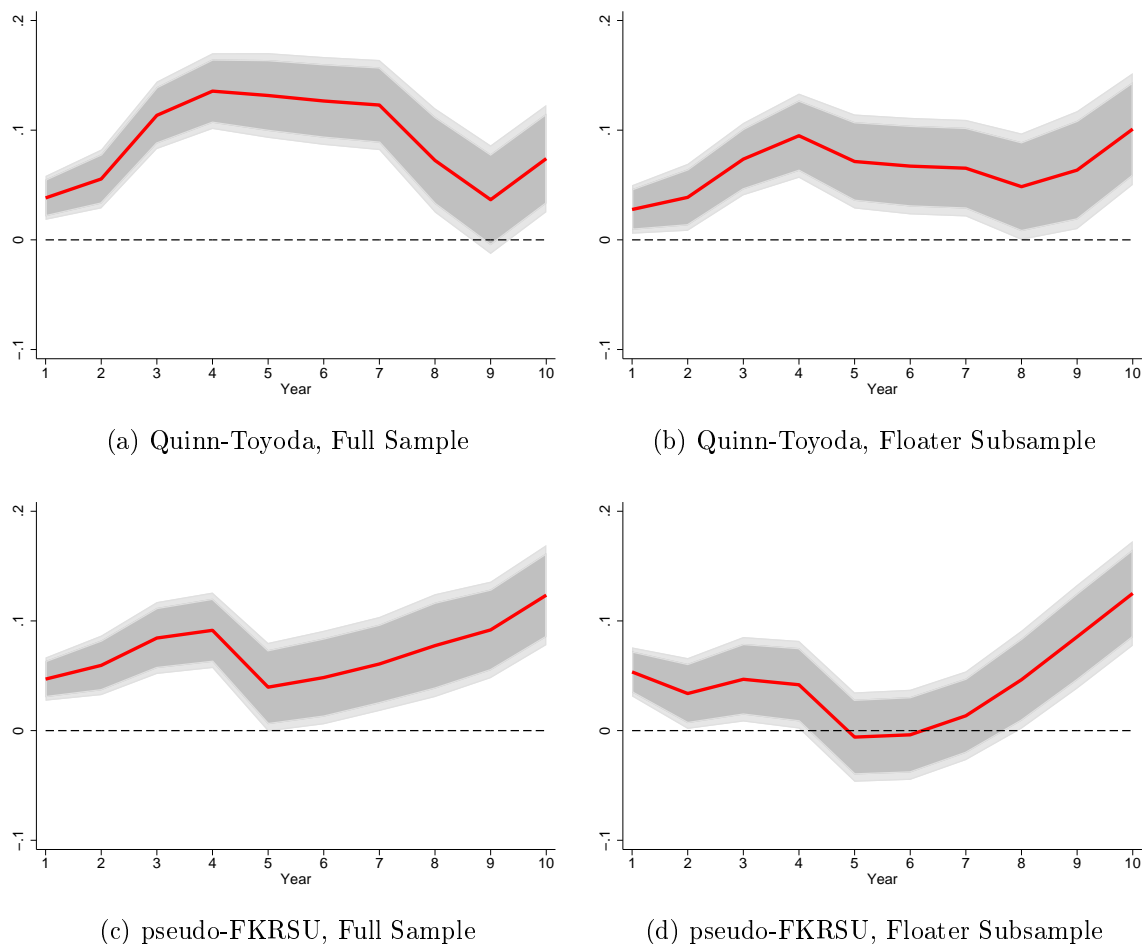 .2
.1
0
-.1
1 2 3 4 5 6 7 8 9 10
Year
(a) Quinn-Toyoda, Full Sample
.2
.1
0
-.1
1 2 3 4 5 6 7 8 9 10
Year
(b) Quinn-Toyoda, Floater Subsample
.2
.1
0
-.1
1 2 3 4 5 6 7 8 9 10
Year
(c) pseudo-FKRSU, Full Sample
.2
.1
0
-.1
1 2 3 4 5 6 7 8 9 10
Year
(d) pseudo-FKRSU, Floater Subsample